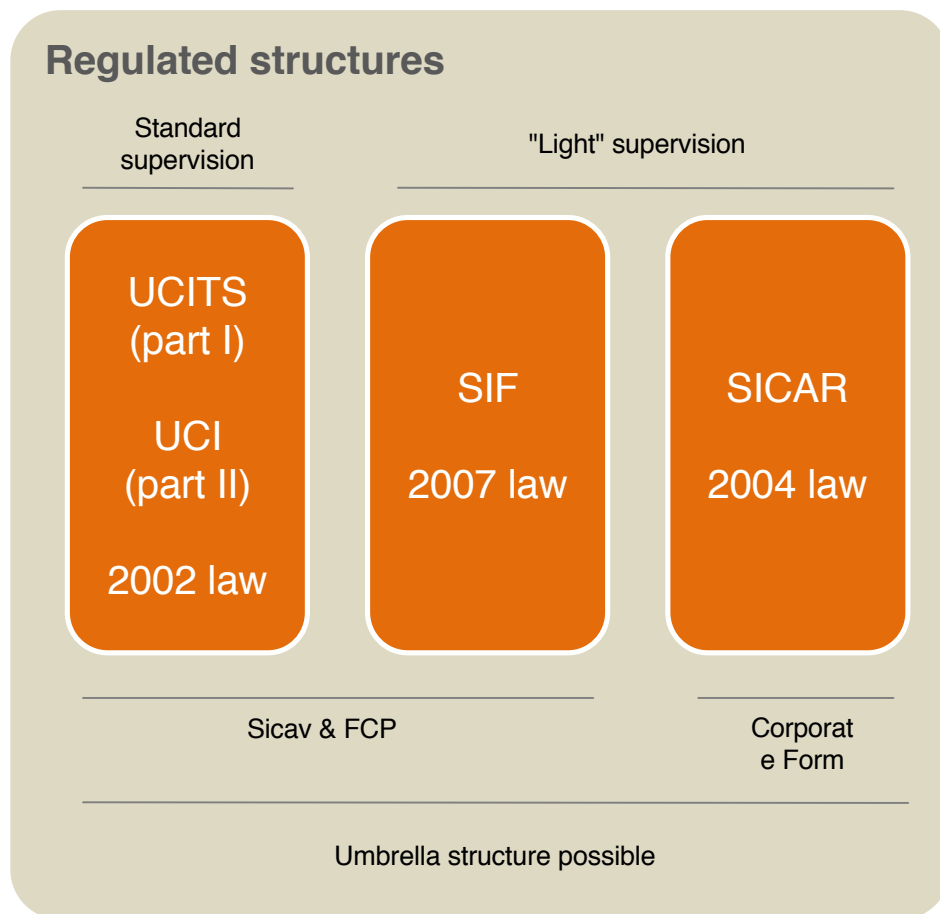 Regulated structures
Standard
supervision
"Light" supervision
UCITS
(part I)
UCI
(part II)
2002 law
SIF
2007 law
SICAR
2004 law
Sicav & FCP
Corporat
e Form
Umbrella structure possible